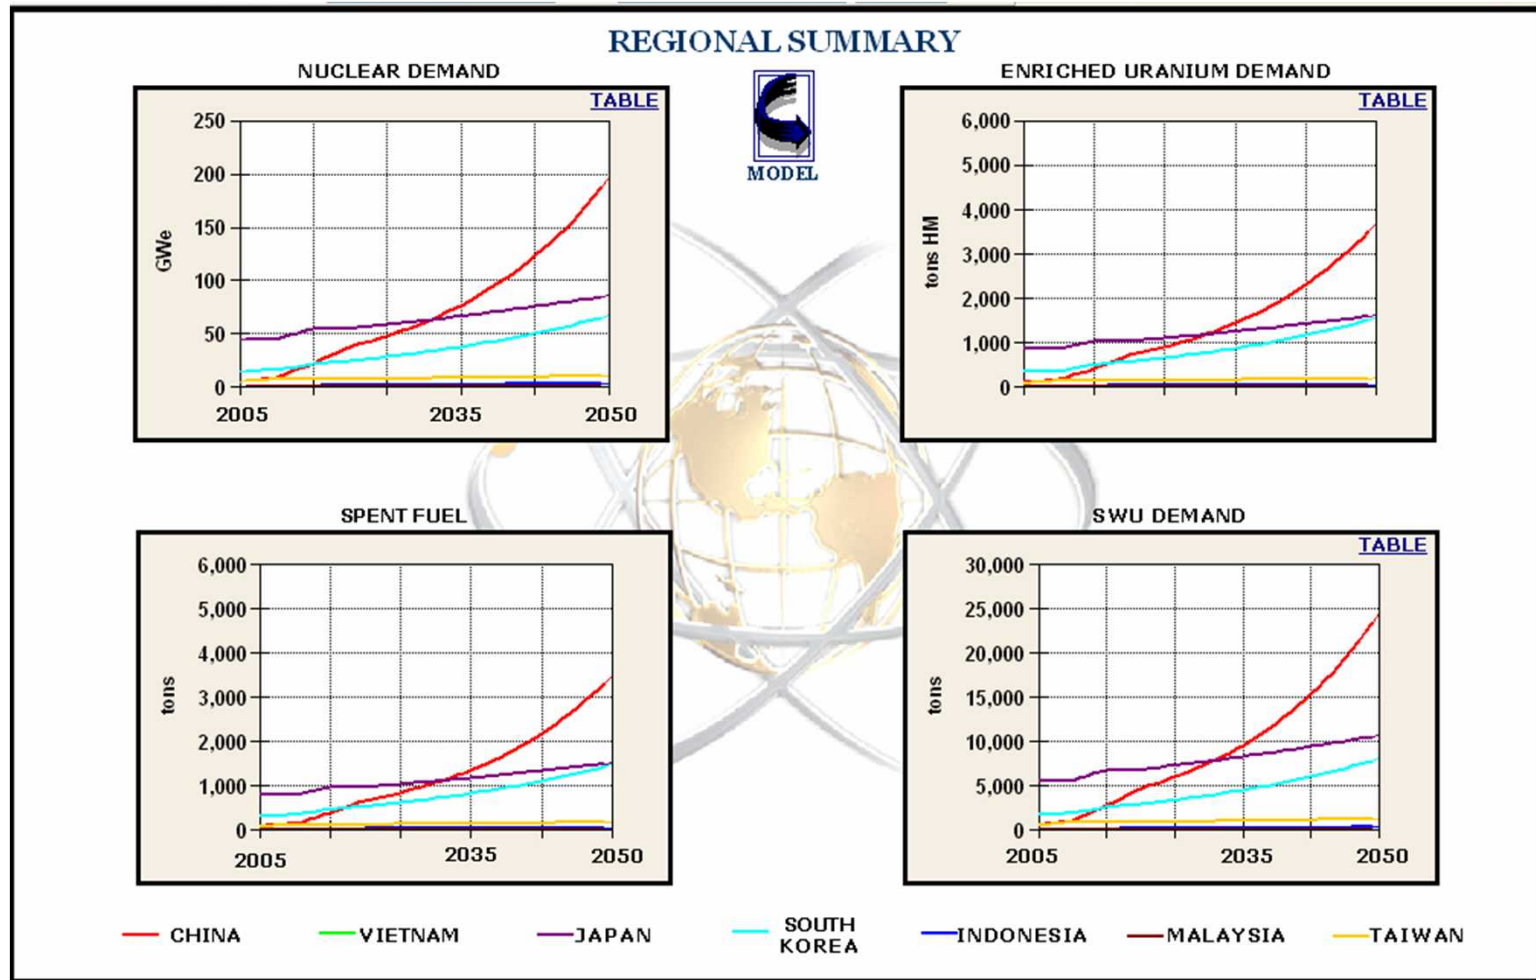 REGIONAL SUMMARY
NUCLEAR DEMAND
TABLE
250
200
150
100
50
0
GWe
2005
2035
2050
MODEL
ENRICHED URANIUM DEMAND
TABLE
6,000
5,000
4,000
3,000
2,000
1,000
0
tons HM
SPENT FUEL
6,000
5,000
4,000
3,000
2,000
1,000
0
tons
2005
2035
2050
SWU DEMAND
TABLE
30,000
25,000
20,000
15,000
10,000
5,000
0
tons
2005
2035
2050
CHINA
VIETNAM
JAPAN
SOUTH
KOREA
INDONESIA
MALAYSIA
TAIWAN